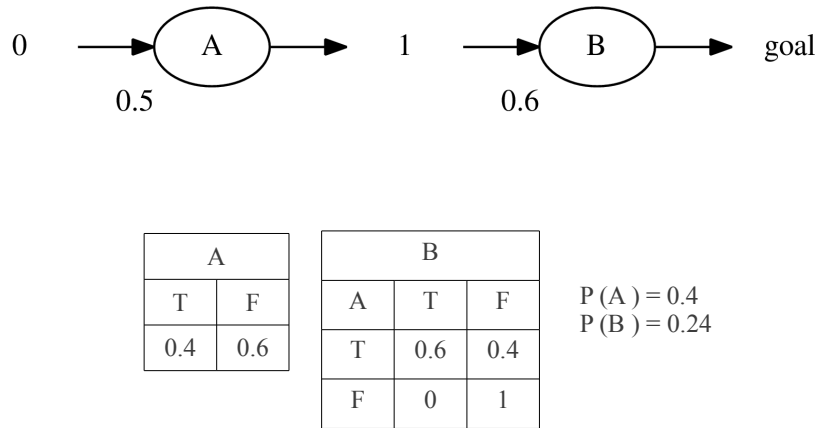 0 A 1 B goal
0.5 0.6
A
T F
0.4 0.6
B
A T F
T 0.6 0.4
F 0 1
P (A ) = 0.4
P (B ) = 0.24